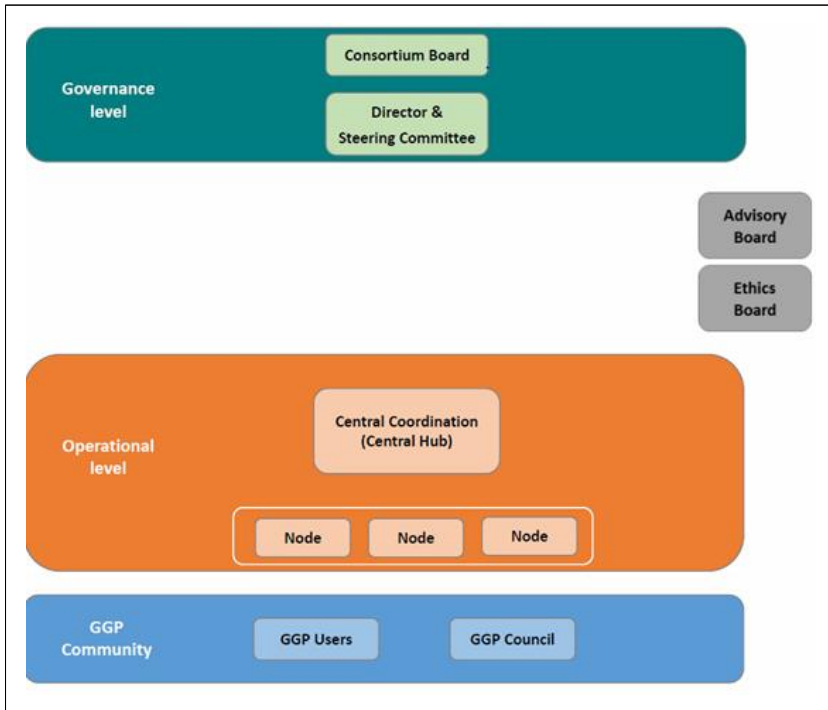 Governance
level
Consortium Board
Director &
Steering Committee
Advisory
Board
Ethics
Board
Operational
level
Central Coordination
(Central Hub)
Node
Node
Node
GGP
Community
GGP Users
GGP Council